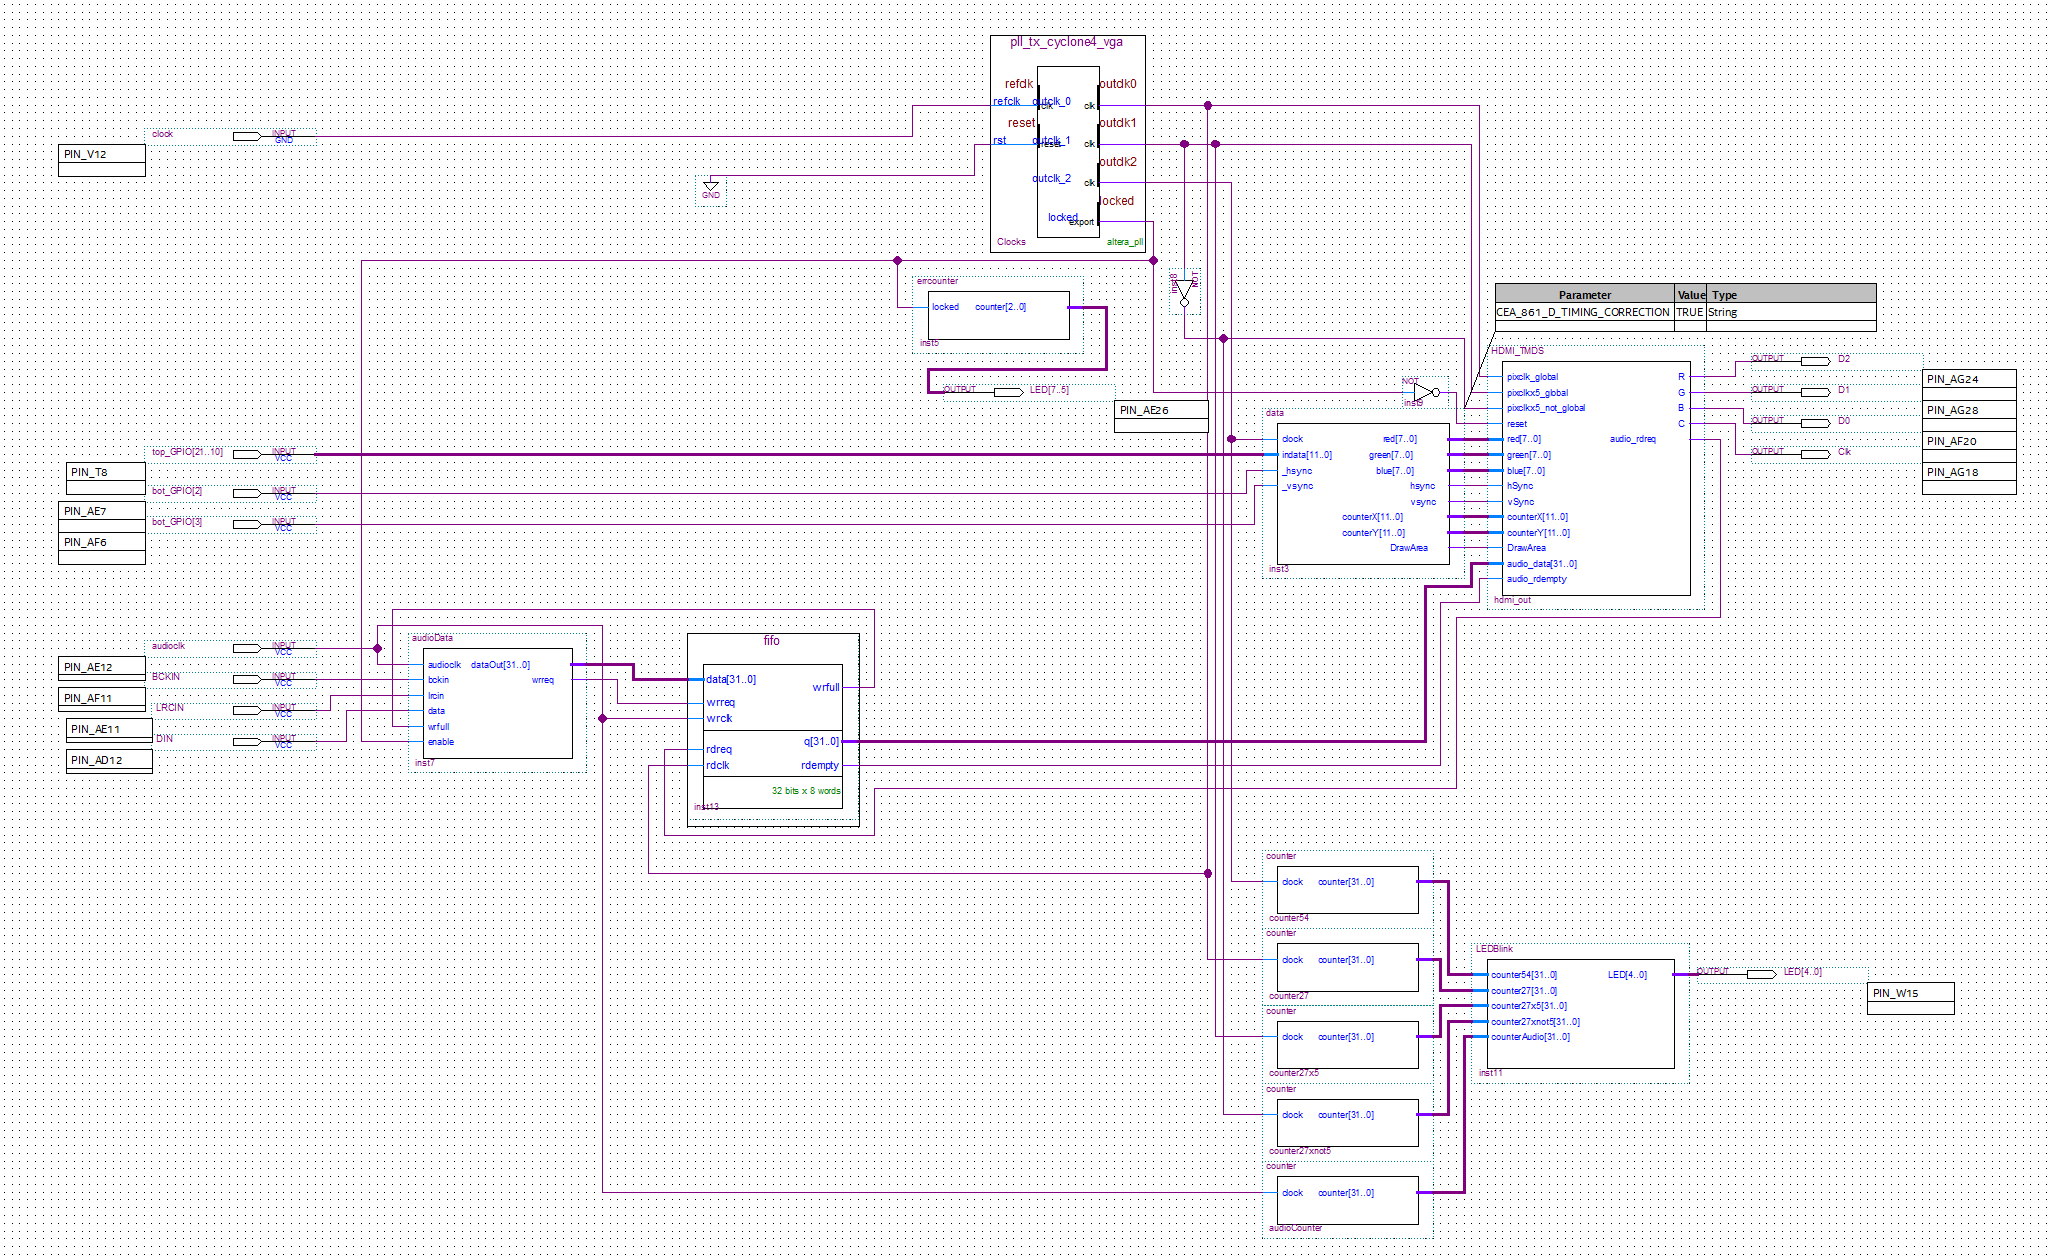 pll_tx_cyclone4_vga
refclk
outclk0
refclk
outclk_0
clk
clk
reset
outclk1
rst
outclk_1
reset
clk
outclk2
outclk_2
clk
locked
locked
export
Clocks
altera_pll
clock
INPUT
GND
PIN_V12
GND
errcounter
locked
counter[2..0]
inst5
OUTPUT
LED[7..5]
PIN_AE26
inst8
NOT
NOT
inst9
Parameter Value Type
CEA_861_D_TIMING_CORRECTION TRUE String
HDMI_TMDS
pixclk_global
R
pixclkx5_global
G
pixclkx5_not_global
B
reset
C
red[7..0]
audio_rdreq
green[7..0]
blue[7..0]
hSync
vSync
counterX[11..0]
counterY[11..0]
DrawArea
audio_data[31..0]
audio_rdempty
hdmi_out
OUTPUT
D2
PIN_AG24
OUTPUT
D1
PIN_AG28
OUTPUT
D0
PIN_AF20
OUTPUT
Clk
PIN_AG18
data
clock
red[7..0]
indata[11..0]
green[7..0]
_hsync
blue[7..0]
_vsync
hsync
vsync
counterX[11..0]
counterY[11..0]
DrawArea
inst3
top_GPIO[21..10]
INPUT
VCC
PIN_T8
bot_GPIO[2]
INPUT
VCC
PIN_AE7
bot_GPIO[3]
INPUT
VCC
PIN_AF6
audioclk
INPUT
VCC
PIN_AE12
BCKIN
INPUT
VCC
PIN_AF11
LRCIN
INPUT
VCC
PIN_AE11
DIN
INPUT
VCC
PIN_AD12
audioData
audioclk
dataOut[31..0]
bckin
wrreq
lrcin
data
wrfull
enable
inst7
fifo
data[31..0]
wrfull
wrreq
wrclk
q[31..0]
rdreq
rdclk
rdempty
32 bits x 8 words
inst13
counter
clock
counter[31..0]
counter54
counter
clock
counter[31..0]
counter27
counter
clock
counter[31..0]
counter27x5
counter
clock
counter[31..0]
counter27xnot5
counter
clock
counter[31..0]
audioCounter
LEDBlink
counter54[31..0]
LED[4..0]
counter27[31..0]
counter27x5[31..0]
counter27xnot5[31..0]
counterAudio[31..0]
inst11
OUTPUT
LED[4..0]
PIN_W15